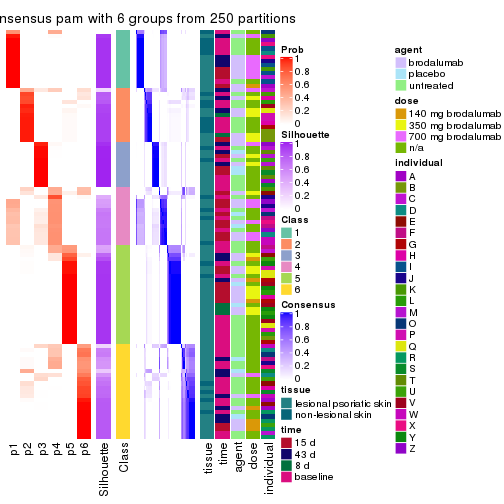 nsensus pam with 6 groups from 250 partitions
Prob
1
0.8
0.6
0.4
0.2
0
Silhouette
1
0.8
0.6
0.4
0.2
0
Class
1
2
3
4
5
6
Consensus
1
0.8
0.6
0.4
0.2
0
tissue
lesional psoriatic skin
non-lesional skin
time
15 d
43 d
8 d
baseline
agent
brodalumab
placebo
untreated
dose
140 mg brodalumab
350 mg brodalumab
700 mg brodalumab
n/a
individual
A
B
C
D
E
F
G
H
I
J
K
L
M
O
P
Q
R
S
T
U
V
W
X
Y
Z
p1
p2
p3
p4
p5
p6
Silhouette
Class
tissue
time
agent
dose
individual